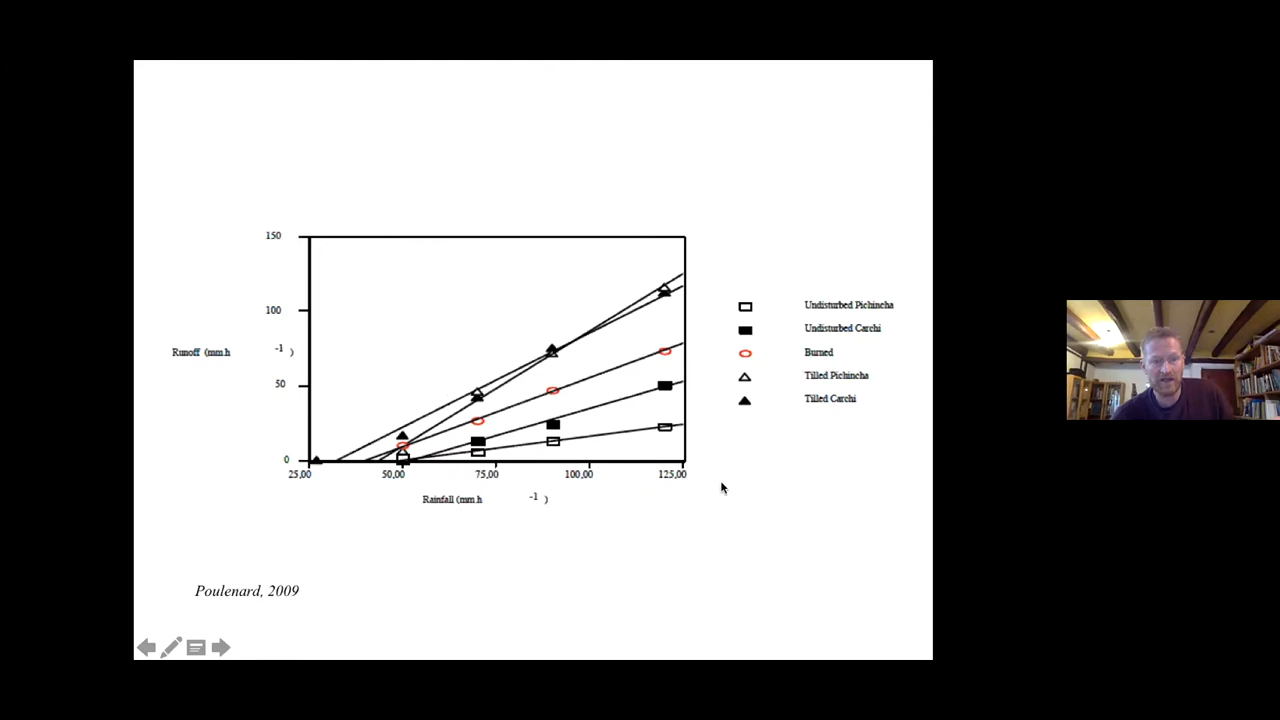 150
100
50
0
Runoff (mm.h -1 )
25,00 50,00 75,00 100,00 125,00
Rainfall (mm.h -1 )
Undisturbed Pichincha
Undisturbed Carchi
Burned
Tilled Pichincha
Tilled Carchi
Poulenard, 2009